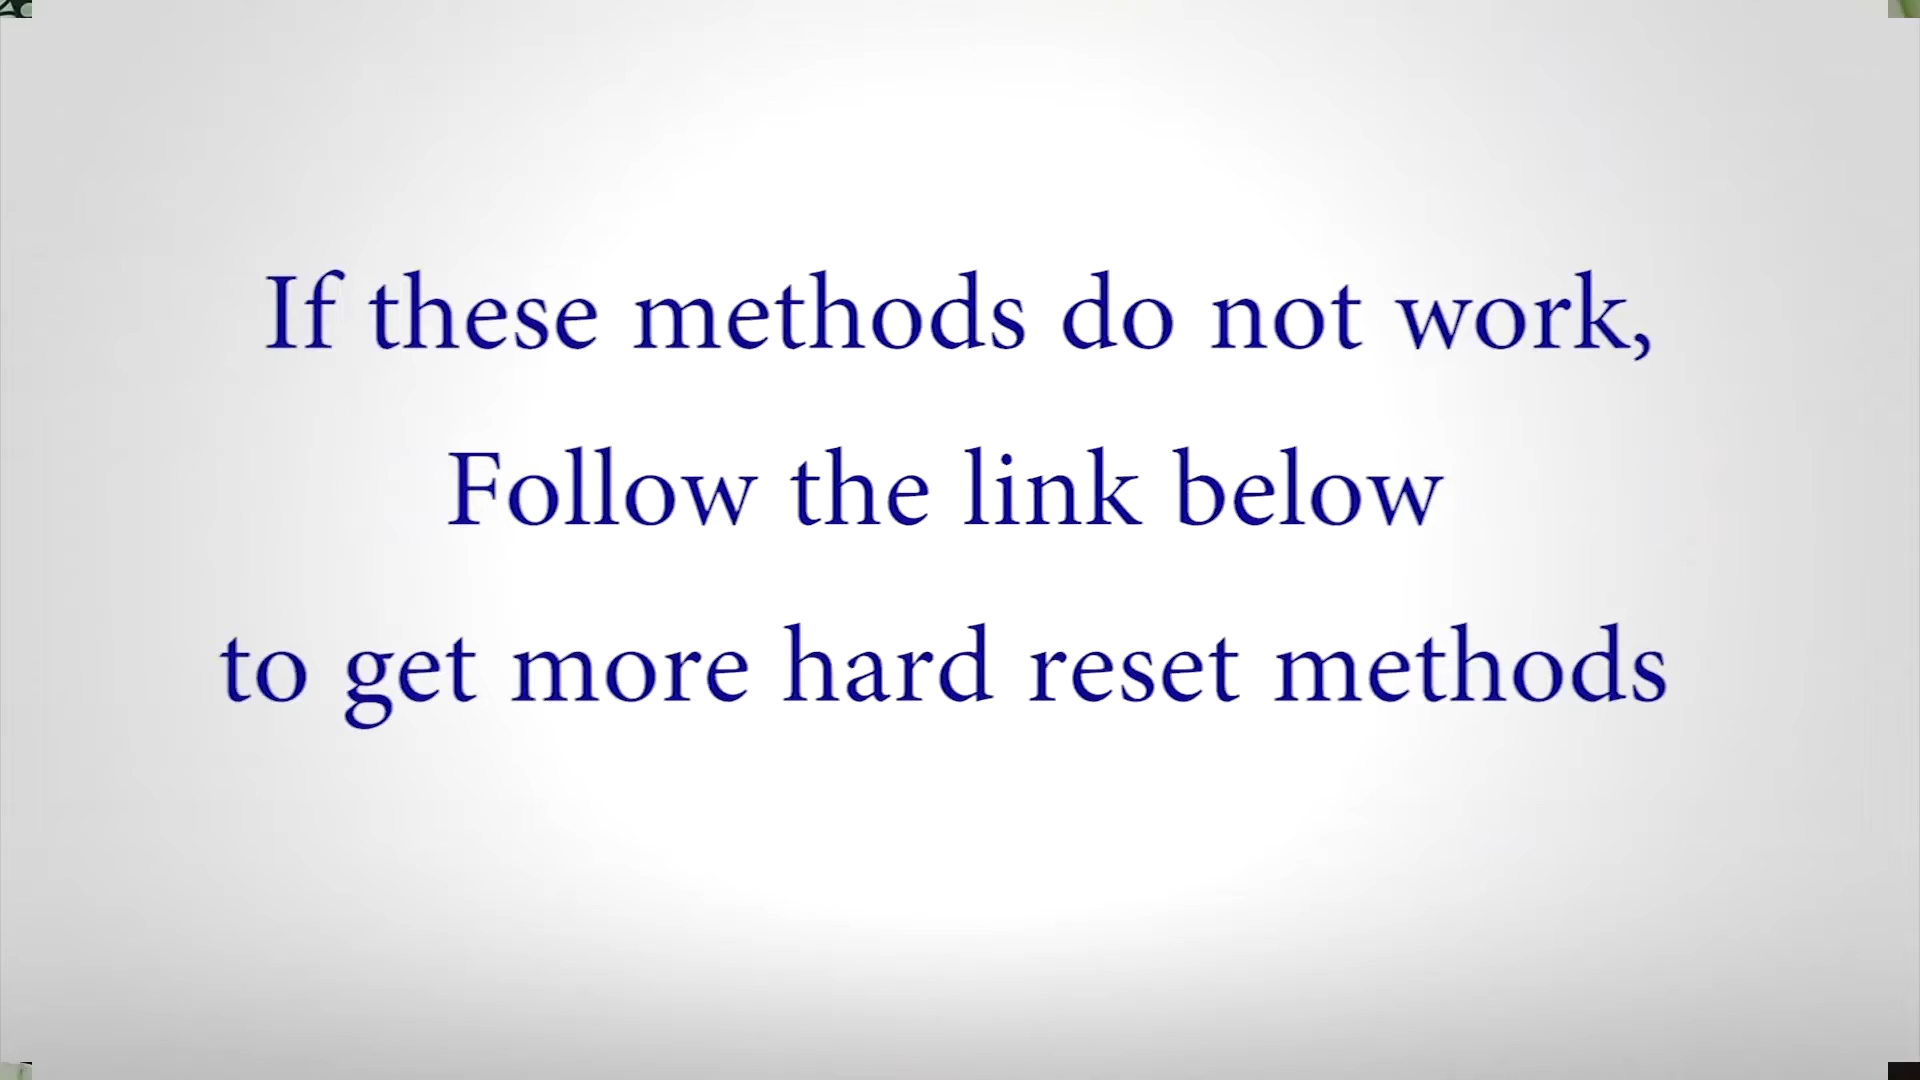 If these methods do not work,
Follow the link below
to get more hard reset methods